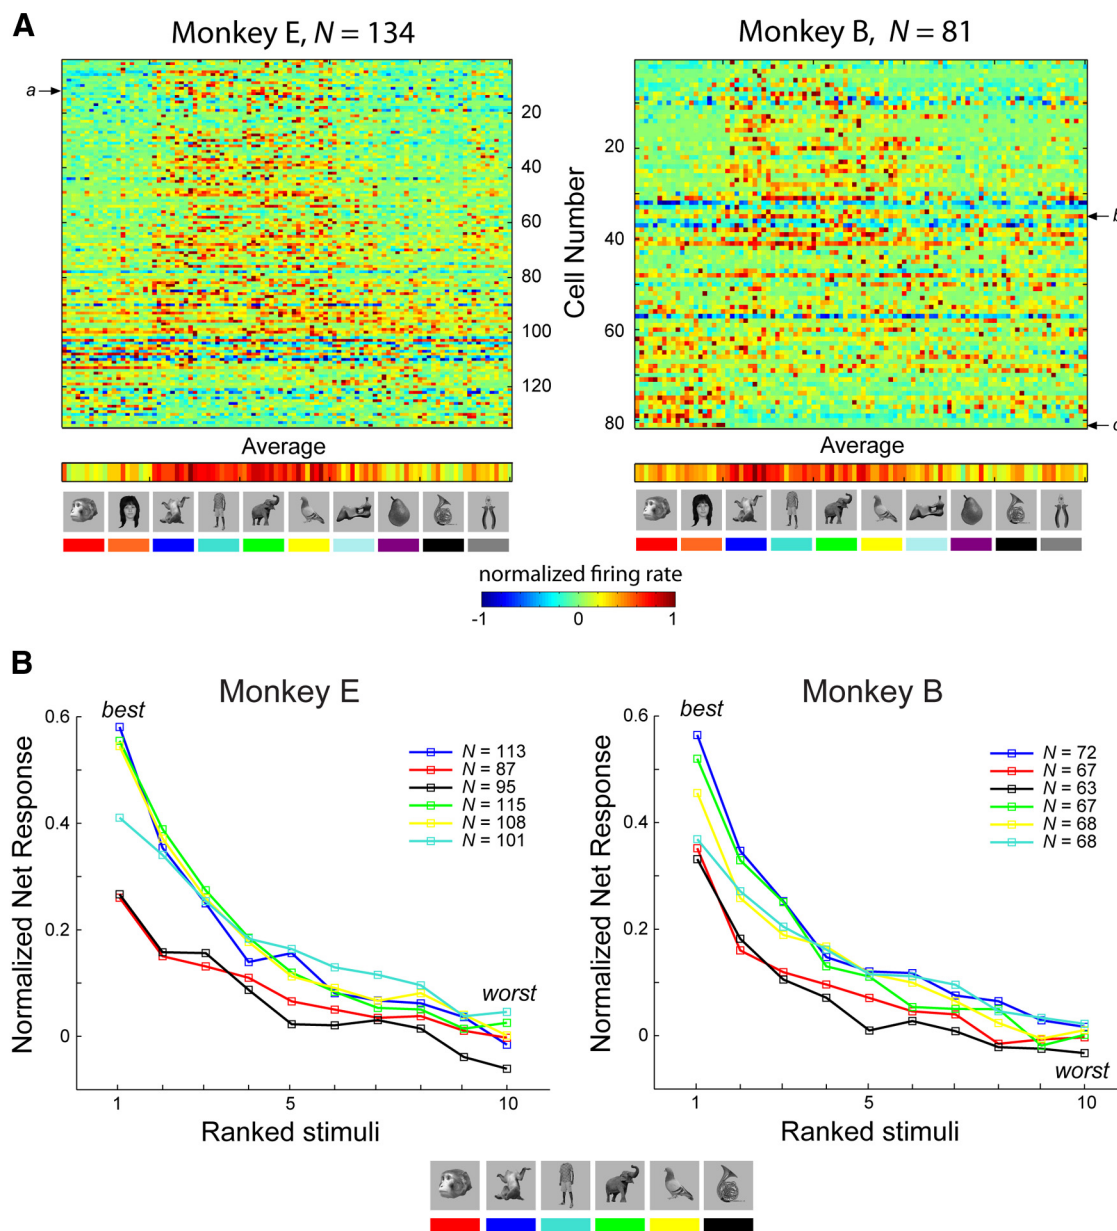 A
Monkey E, N = 134
Monkey B, N = 81
a
20
40
60
80
100
120
Cell Number
20
40
60
80
b
Average
Average
normalized firing rate
-1
0
1
B
Monkey E
Monkey B
best
worst
0.6
0.4
0.2
0
Normalized Net Response
1
5
10
Ranked stimuli
N = 113
N = 87
N = 95
N = 115
N = 108
N = 101
best
worst
0.6
0.4
0.2
0
Normalized Net Response
1
5
10
Ranked stimuli
N = 72
N = 67
N = 63
N = 67
N = 68
N = 68